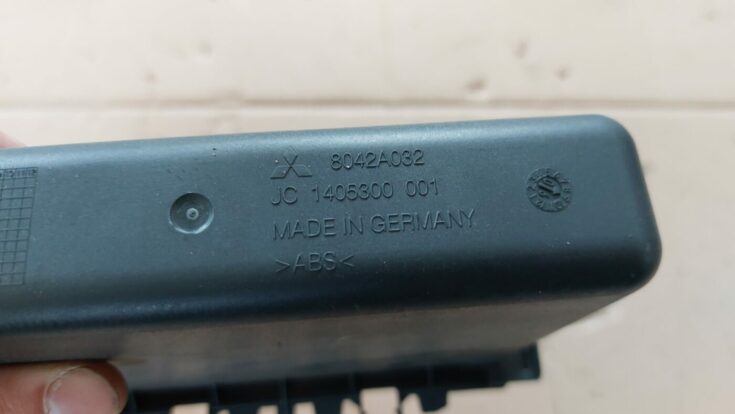 8042A032
JC 1405300 001
MADE IN GERMANY
>ABS<